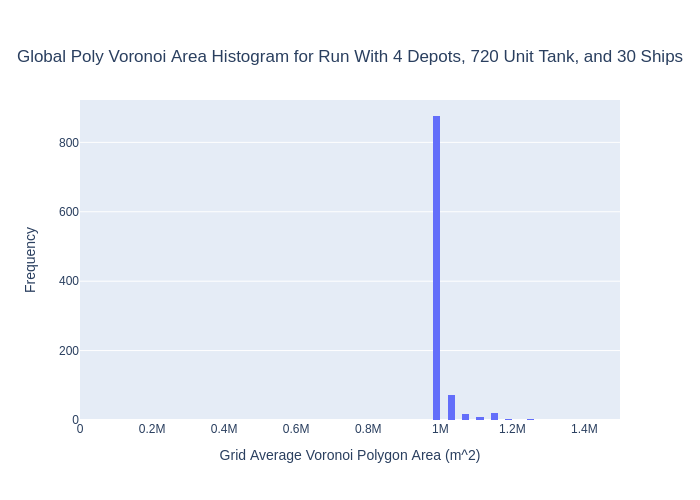 Global Poly Voronoi Area Histogram for Run With 4 Depots, 720 Unit Tank, and 30 Ships
Frequency
800
600
400
200
0
0 0.2M 0.4M 0.6M 0.8M 1M 1.2M 1.4M
Grid Average Voronoi Polygon Area (m^2)